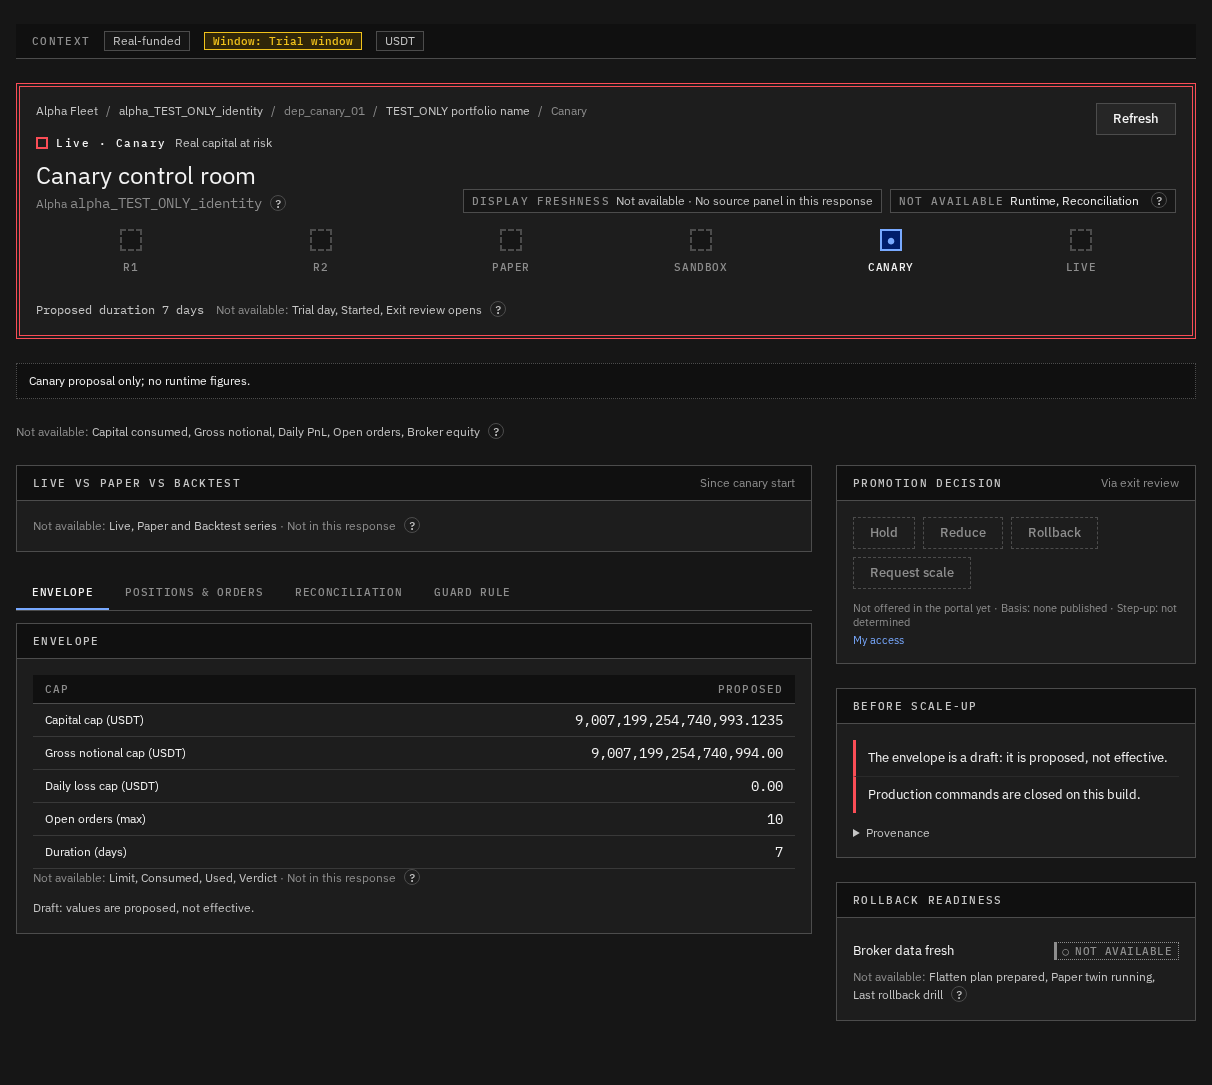 CONTEXT Real-funded Window: Trial window USDT
Alpha Fleet / alpha_TEST_ONLY_identity / dep_canary_01 / TEST_ONLY portfolio name / Canary
Refresh
Live · Canary Real capital at risk
Canary control room
Alpha alpha_TEST_ONLY_identity ?
DISPLAY FRESHNESS Not available · No source panel in this response
NOT AVAILABLE Runtime, Reconciliation ?
R1 R2 PAPER SANDBOX CANARY LIVE
Proposed duration 7 days Not available: Trial day, Started, Exit review opens ?
Canary proposal only; no runtime figures.
Not available: Capital consumed, Gross notional, Daily PnL, Open orders, Broker equity ?
LIVE VS PAPER VS BACKTEST Since canary start
Not available: Live, Paper and Backtest series · Not in this response ?
ENVELOPE POSITIONS & ORDERS RECONCILIATION GUARD RULE
ENVELOPE
CAP PROPOSED
Capital cap (USDT) 9,007,199,254,740,993.1235
Gross notional cap (USDT) 9,007,199,254,740,994.00
Daily loss cap (USDT) 0.00
Open orders (max) 10
Duration (days) 7
Not available: Limit, Consumed, Used, Verdict · Not in this response ?
Draft: values are proposed, not effective.
PROMOTION DECISION Via exit review
Hold Reduce Rollback
Request scale
Not offered in the portal yet · Basis: none published · Step-up: not
determined
My access
BEFORE SCALE-UP
The envelope is a draft: it is proposed, not effective.
Production commands are closed on this build.
Provenance
ROLLBACK READINESS
Broker data fresh NOT AVAILABLE
Not available: Flatten plan prepared, Paper twin running,
Last rollback drill ?